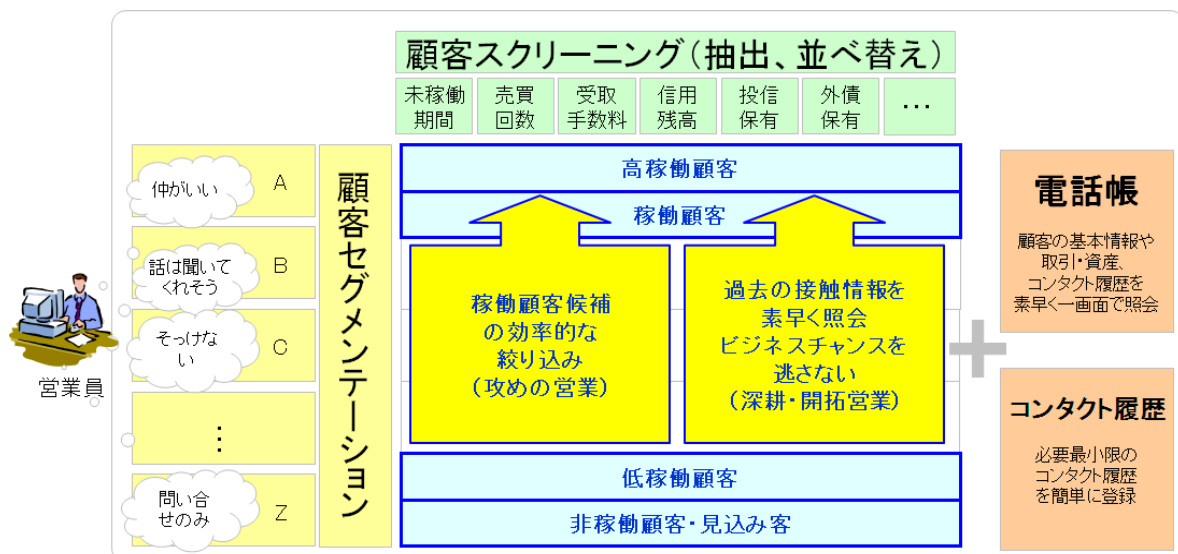 顧客スクリーニング(抽出、並べ替え)
未稼働
期間
売買
回数
受取
手数料
信用
残高
投信
保有
外債
保有
…
営業員
仲がいい
A
話は聞いて
くれそう
B
そっけな
い
C
⋮
問い合
せのみ
Z
顧客セグメンテーション
高稼働顧客
稼働顧客
稼働顧客候補
の効率的な
絞り込み
(攻めの営業)
過去の接触情報を
素早く照会
ビジネスチャンスを
逃さない
(深耕・開拓営業)
低稼働顧客
非稼働顧客・見込み客
+
電話帳
顧客の基本情報や
取引・資産、
コンタクト履歴を
素早く一画面で照会
コンタクト履歴
必要最小限の
コンタクト履歴
を簡単に登録